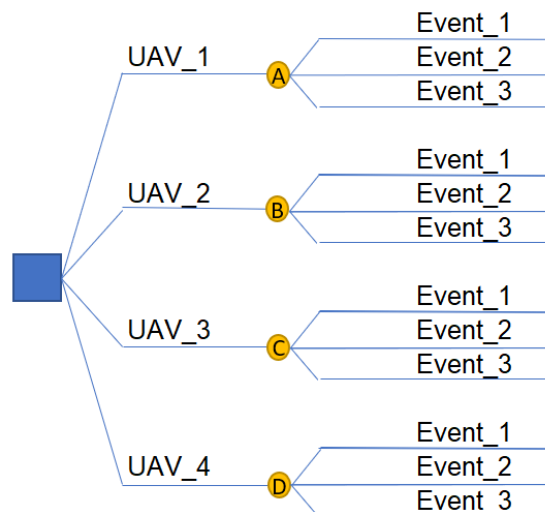 Event_1
UAV_1
A
Event_2
Event_3
Event_1
UAV_2
B
Event_2
Event_3
Event_1
UAV_3
C
Event_2
Event_3
Event_1
UAV_4
D
Event_2
Event_3